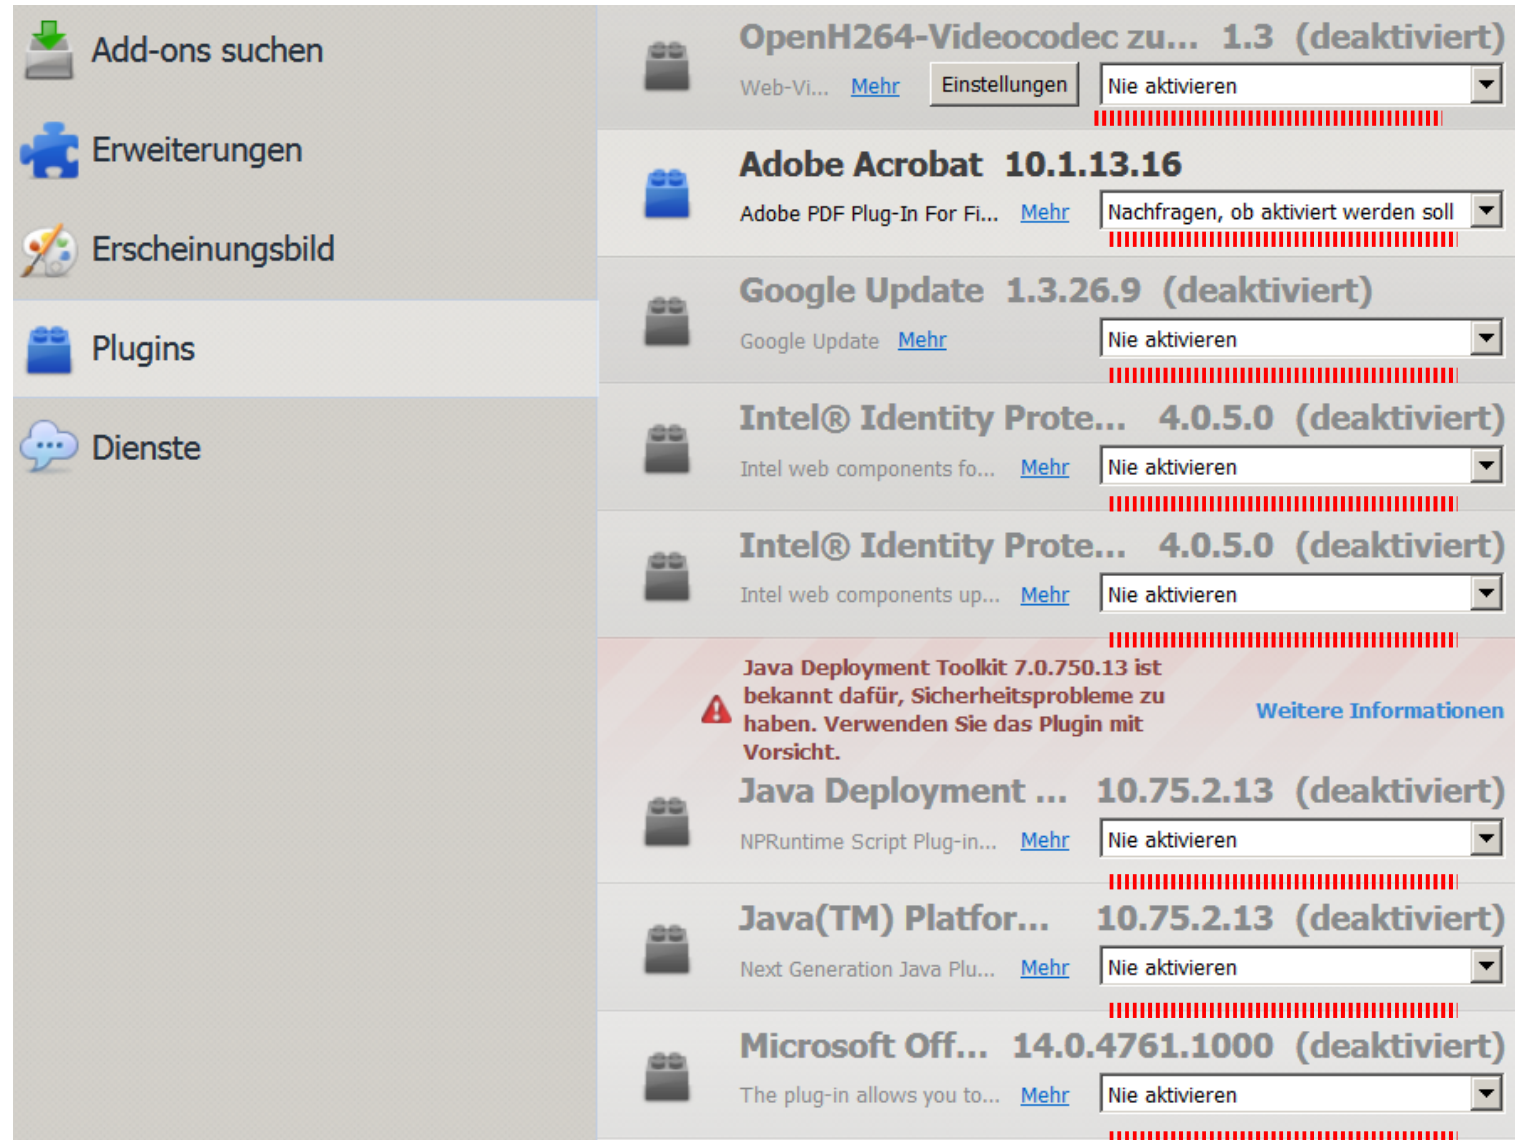 Add-ons suchen
Erweiterungen
Erscheinungsbild
Plugins
Dienste
OpenH264-Videocodec zu... 1.3 (deaktiviert)
Web-Vi... Mehr Einstellungen Nie aktivieren
Adobe Acrobat 10.1.13.16
Adobe PDF Plug-In For Fi... Mehr Nachfragen, ob aktiviert werden soll
Google Update 1.3.26.9 (deaktiviert)
Google Update Mehr Nie aktivieren
Intel® Identity Prote... 4.0.5.0 (deaktiviert)
Intel web components fo... Mehr Nie aktivieren
Intel® Identity Prote... 4.0.5.0 (deaktiviert)
Intel web components up... Mehr Nie aktivieren
Java Deployment Toolkit 7.0.750.13 ist
bekannt dafür, Sicherheitsprobleme zu
haben. Verwenden Sie das Plugin mit
Vorsicht.
Weitere Informationen
Java Deployment ... 10.75.2.13 (deaktiviert)
NPRuntime Script Plug-in... Mehr Nie aktivieren
Java(TM) Platfor... 10.75.2.13 (deaktiviert)
Next Generation Java Plu... Mehr Nie aktivieren
Microsoft Off... 14.0.4761.1000 (deaktiviert)
The plug-in allows you to... Mehr Nie aktivieren